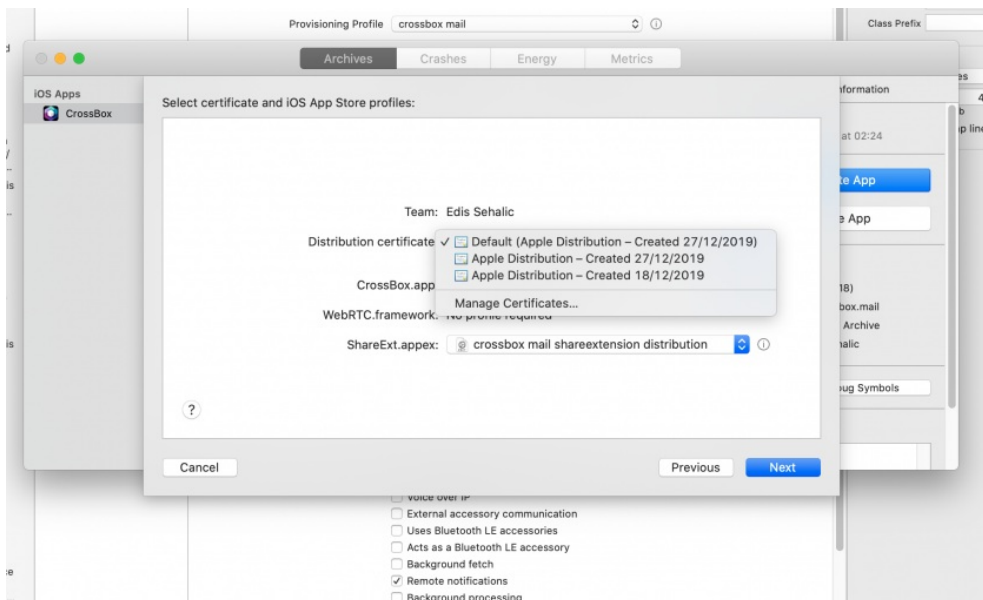 Provisioning Profile crossbox mail
Class Prefix
Archives Crashes Energy Metrics
iOS Apps
CrossBox
Select certificate and iOS App Store profiles:
at 02:24
App
App
Team: Edis Sehalic
Distribution certificate ✓ Default (Apple Distribution – Created 27/12/2019)
Apple Distribution – Created 27/12/2019
Apple Distribution – Created 18/12/2019
CrossBox.app
Manage Certificates...
WebRTC.framework: No profile required
18)
box.mail
Archive
halic
ShareExt.appex: crossbox mail shareextension distribution
bug Symbols
?
Cancel Previous Next
Voice over IP
External accessory communication
Uses Bluetooth LE accessories
Acts as a Bluetooth LE accessory
Background fetch
Remote notifications
Background processing